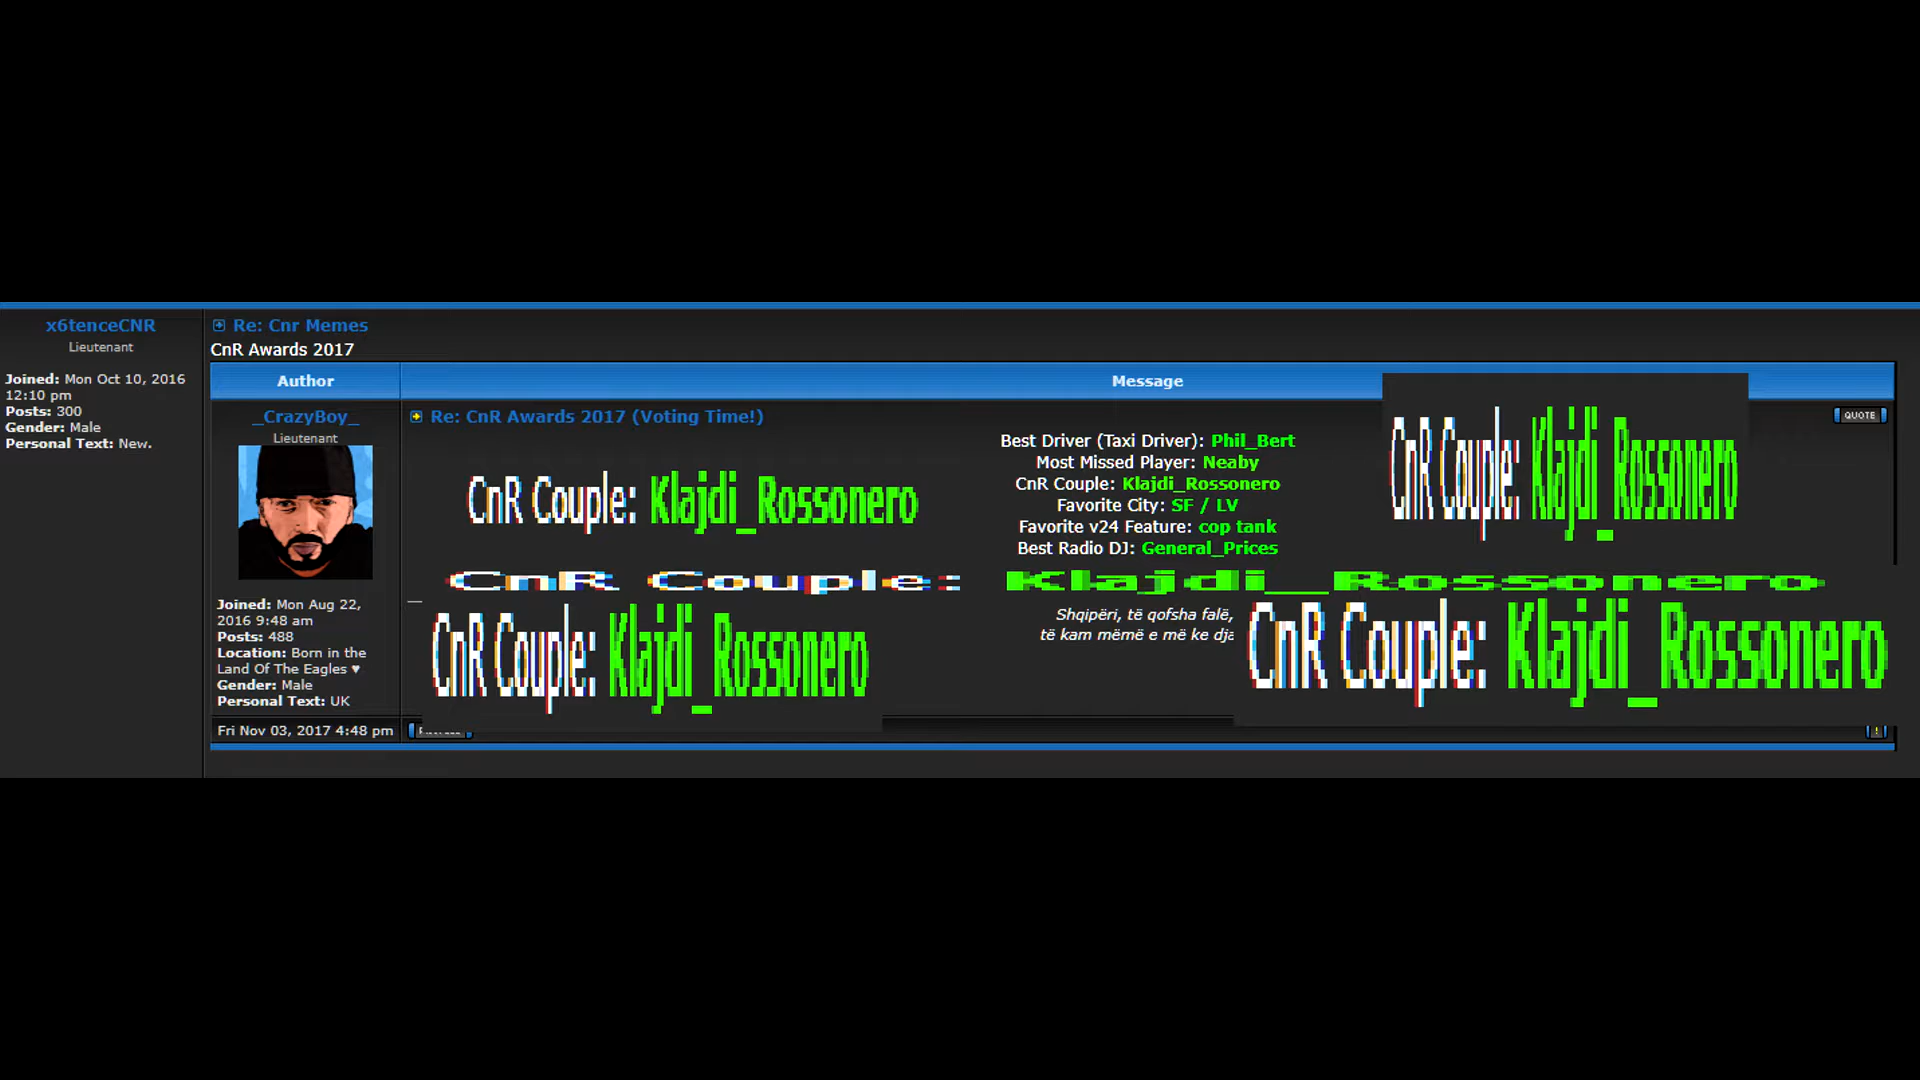 x6tenceCNR
Lieutenant
Joined: Mon Oct 10, 2016
12:10 pm
Posts: 300
Gender: Male
Personal Text: New.
Re: Cnr Memes
CnR Awards 2017
Author
Message
_CrazyBoy_
Lieutenant
Joined: Mon Aug 22,
2016 9:48 am
Posts: 488
Location: Born in the
Land Of The Eagles ♥
Gender: Male
Personal Text: UK
Fri Nov 03, 2017 4:48 pm
Re: CnR Awards 2017 (Voting Time!)
QUOTE
Best Driver (Taxi Driver): Phil_Bert
Most Missed Player: Neaby
CnR Couple: Klajdi_Rossonero
Favorite City: SF / LV
Favorite v24 Feature: cop tank
Best Radio DJ: General_Prices
CnR Couple: Klajdi_Rossonero
CnR Couple: Klajdi_Rossonero
CnR Couple: Klajdi_Rossonero
Shqipëri, të qofsha falë,
të kam mëmë e më ke dja
CnR Couple: Klajdi_Rossonero
CnR Couple: Klajdi_Rossonero